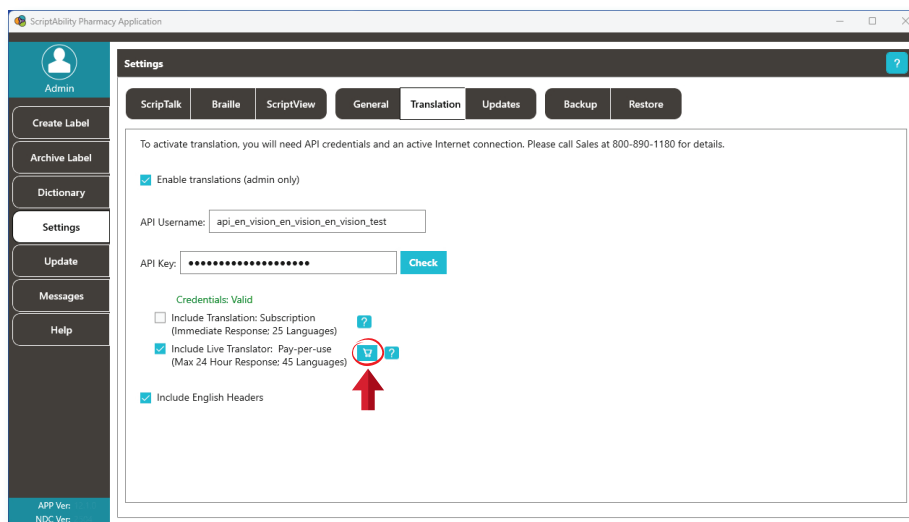 ScriptAbility Pharmacy Application
Admin
Create Label
Archive Label
Dictionary
Settings
Update
Messages
Help
APP Ver:
NDC Ver:
Settings
?
ScripTalk Braille ScriptView General Translation Updates Backup Restore
To activate translation, you will need API credentials and an active Internet connection. Please call Sales at 800-890-1180 for details.
Enable translations (admin only)
API Username: api_en_vision_en_vision_en_vision_test
API Key: ●●●●●●●●●●●●●●●●●●●● Check
Credentials: Valid
Include Translation: Subscription ?
(Immediate Response; 25 Languages)
Include Live Translator: Pay-per-use ?
(Max 24 Hour Response; 45 Languages)
Include English Headers